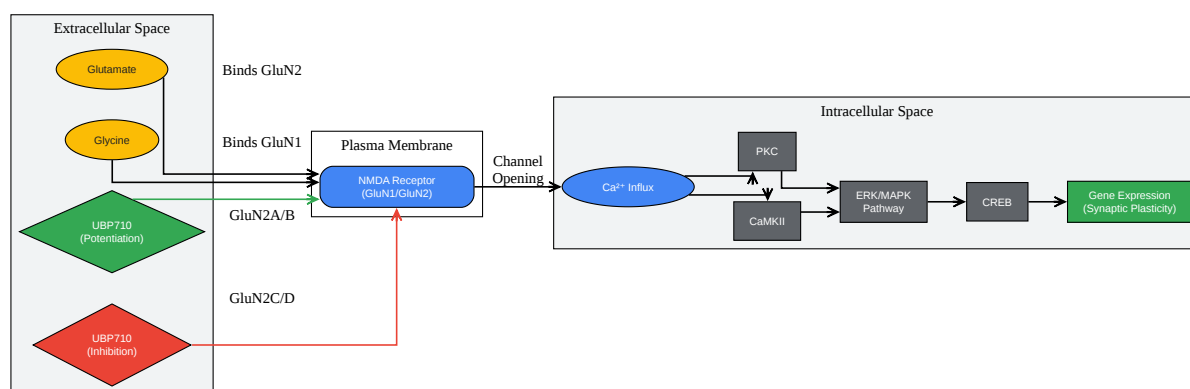 Extracellular Space
Glutamate
Binds GluN2
Glycine
Binds GluN1
UBP710
(Potentiation)
GluN2A/B
GluN2C/D
UBP710
(Inhibition)
Plasma Membrane
NMDA Receptor
(GluN1/GluN2)
Channel
Opening
Intracellular Space
Ca²⁺ Influx
PKC
CaMKII
ERK/MAPK
Pathway
CREB
Gene Expression
(Synaptic Plasticity)